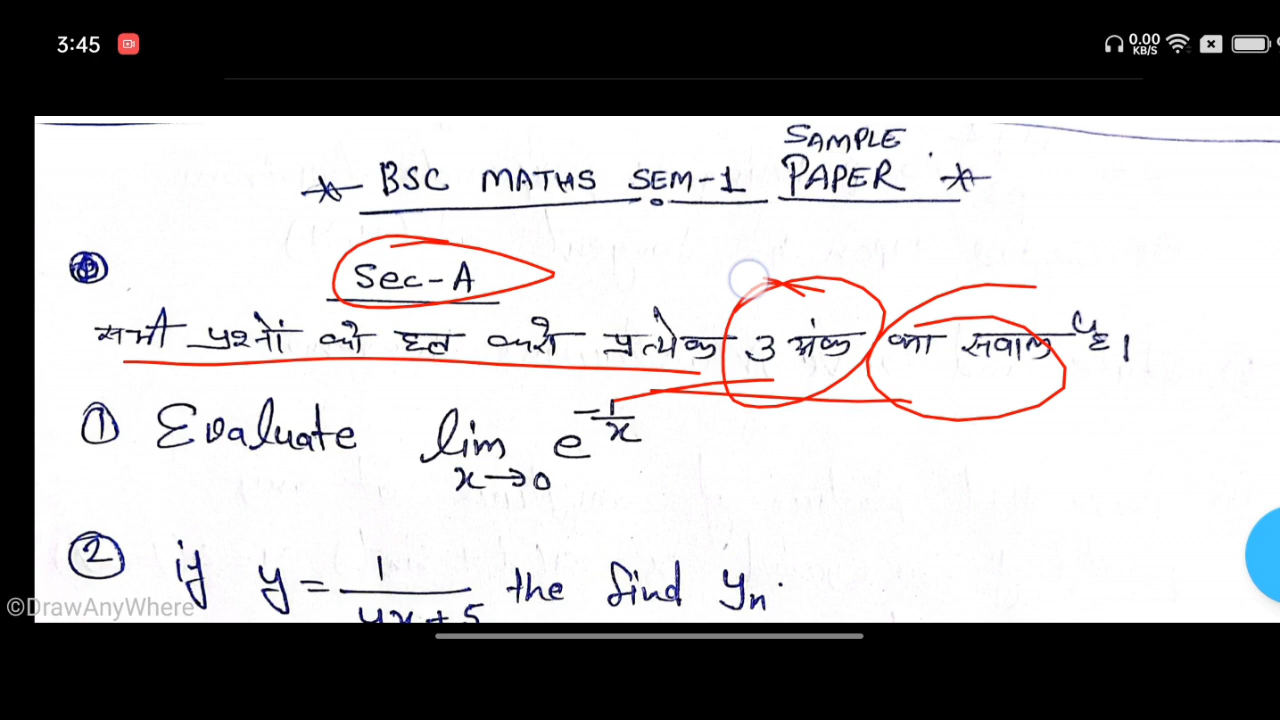 3:45
0.00
KB/S
SAMPLE
BSC MATHS SEM-1 PAPER
Sec-A
सभी प्रश्नों को हल करो प्रत्येक 3 अंक का सवाल है।
① Evaluate lim e^-1/x
x→0
② if y = 1 the find yn.
4x+5
©DrawAnyWhere